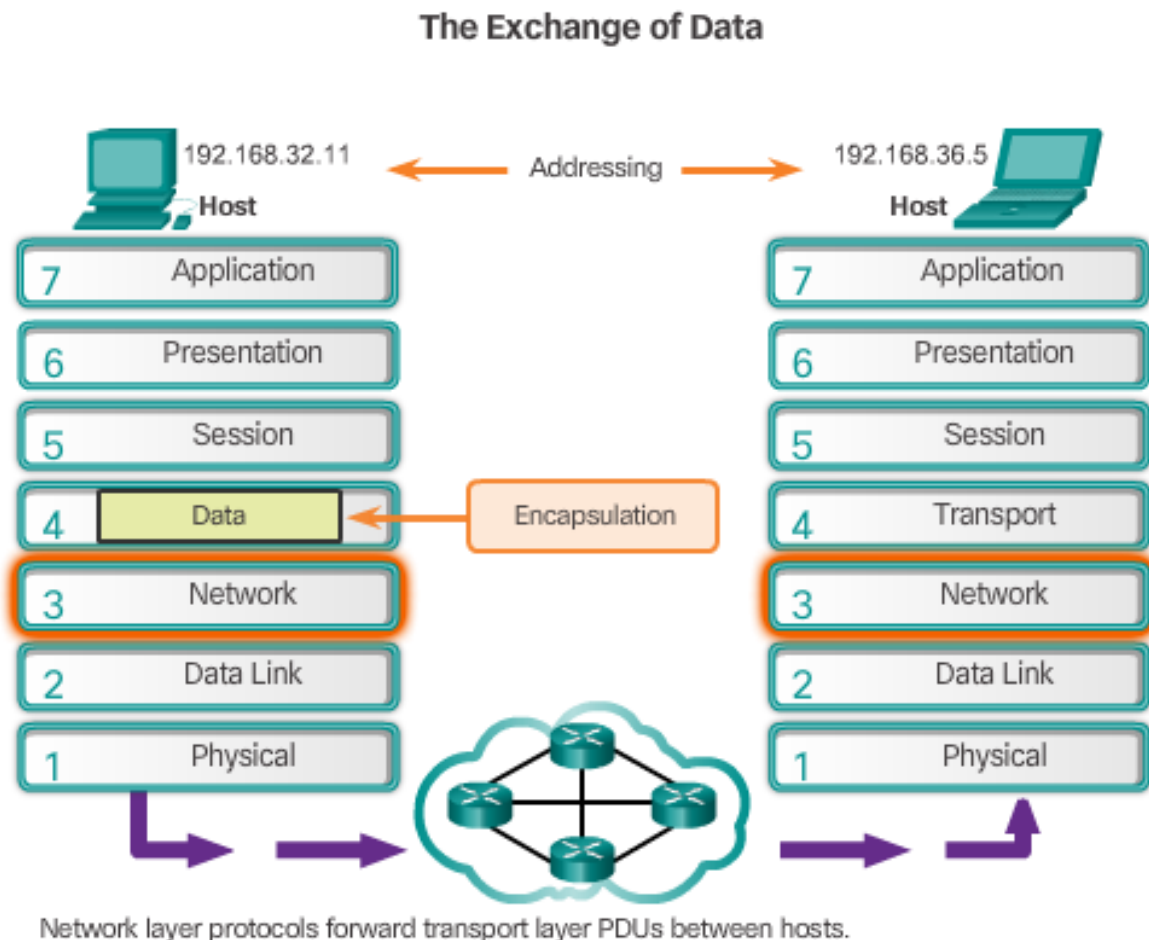 The Exchange of Data
192.168.32.11
Addressing
192.168.36.5
Host
Host
7 Application
7 Application
6 Presentation
6 Presentation
5 Session
5 Session
4 Data
Encapsulation
4 Transport
3 Network
3 Network
2 Data Link
2 Data Link
1 Physical
1 Physical
Network layer protocols forward transport layer PDUs between hosts.